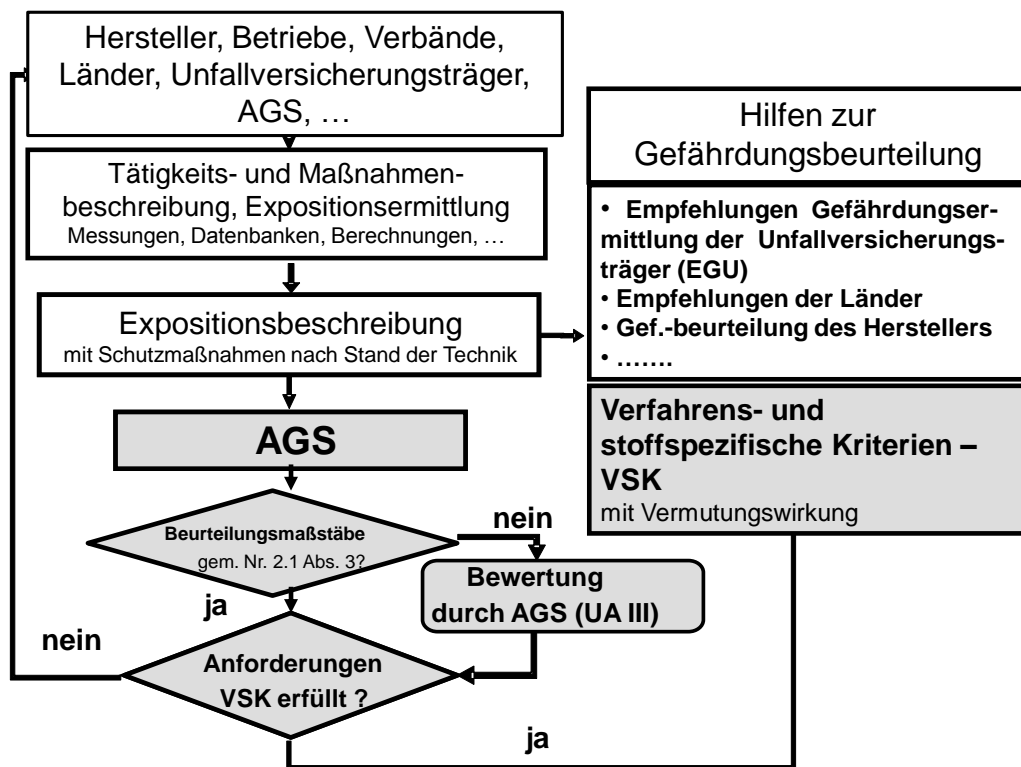 Hersteller, Betriebe, Verbände,
Länder, Unfallversicherungsträger,
AGS, …
Tätigkeits- und Maßnahmen-
beschreibung, Expositionsermittlung
Messungen, Datenbanken, Berechnungen, …
Expositionsbeschreibung
mit Schutzmaßnahmen nach Stand der Technik
Hilfen zur
Gefährdungsbeurteilung
• Empfehlungen Gefährdungser-
mittlung der Unfallversicherungs-
träger (EGU)
• Empfehlungen der Länder
• Gef.-beurteilung des Herstellers
• …….
Verfahrens- und
stoffspezifische Kriterien –
VSK
mit Vermutungswirkung
AGS
Beurteilungsmaßstäbe
gem. Nr. 2.1 Abs. 3?
nein
Bewertung
durch AGS (UA III)
ja
nein
Anforderungen
VSK erfüllt ?
ja